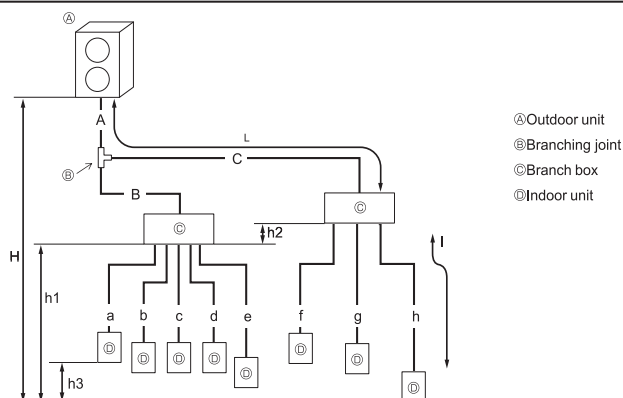 Ⓐ
A
L
Ⓑ
C
B
Ⓒ
Ⓒ
h2
H
h1
l
a
b
c
d
e
f
g
h
Ⓓ
Ⓓ
Ⓓ
Ⓓ
Ⓓ
Ⓓ
Ⓓ
Ⓓ
h3
ⒶOutdoor unit
ⒷBranching joint
ⒸBranch box
ⒹIndoor unit